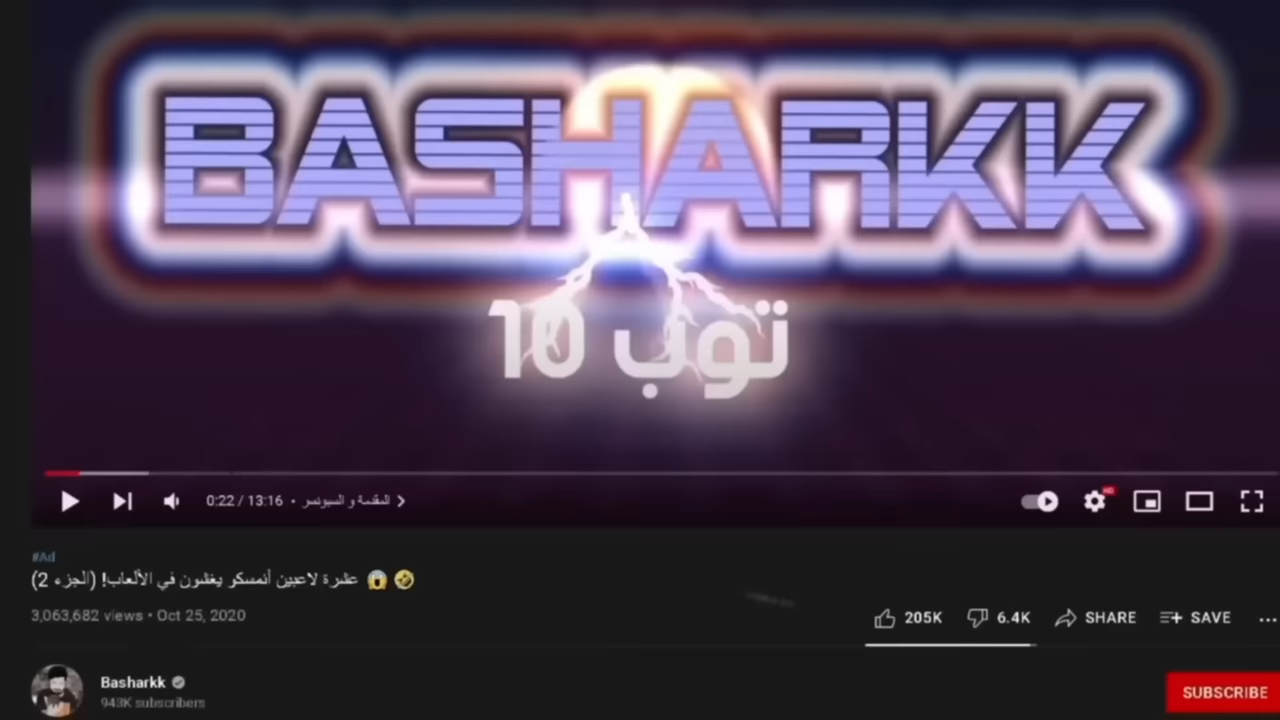 BASHARKK
توب 10
0:22 / 13:16 • المقدمة و السبونسر
HD
#Ad
عشرة لاعبين أنمسكو يغشون في الألعاب! (الجزء 2) 😱 🤣
3,063,682 views • Oct 25, 2020
205K 6.4K SHARE SAVE ...
Basharkk
943K subscribers
SUBSCRIBE